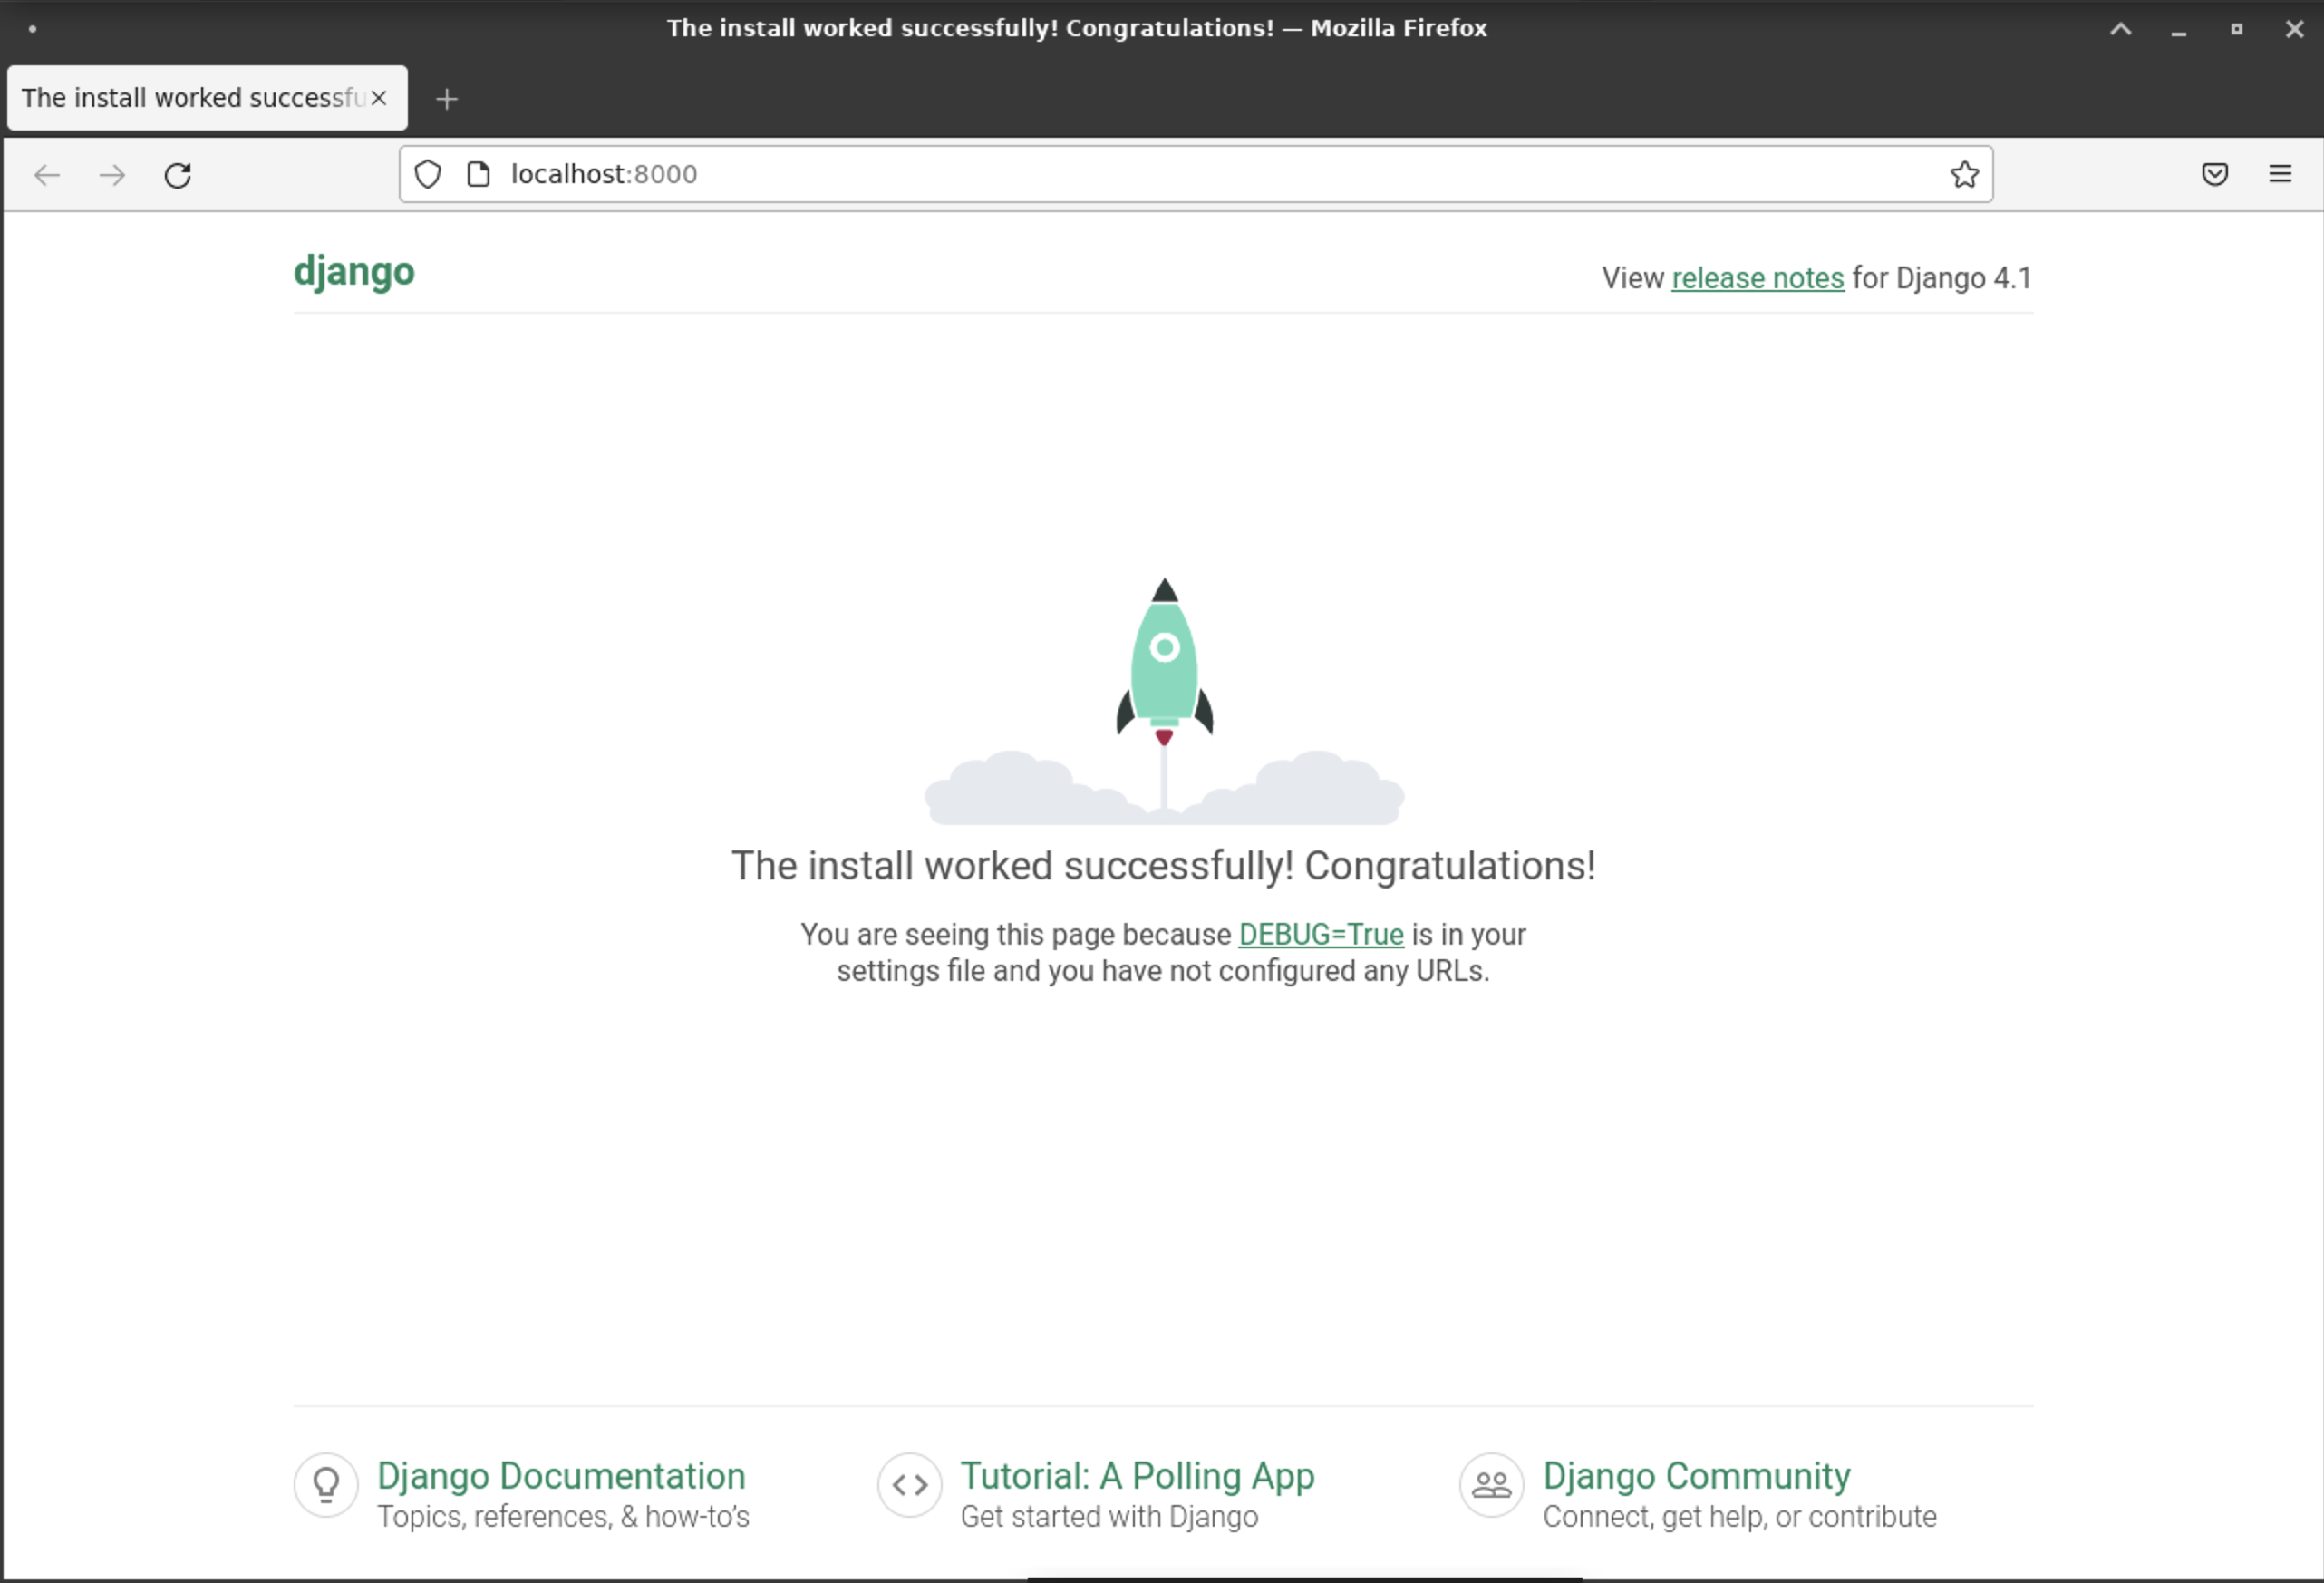 The install worked successfully! Congratulations! — Mozilla Firefox
The install worked successfu
localhost:8000
django
View release notes for Django 4.1
The install worked successfully! Congratulations!
You are seeing this page because DEBUG=True is in your
settings file and you have not configured any URLs.
Django Documentation
Topics, references, & how-to’s
Tutorial: A Polling App
Get started with Django
Django Community
Connect, get help, or contribute